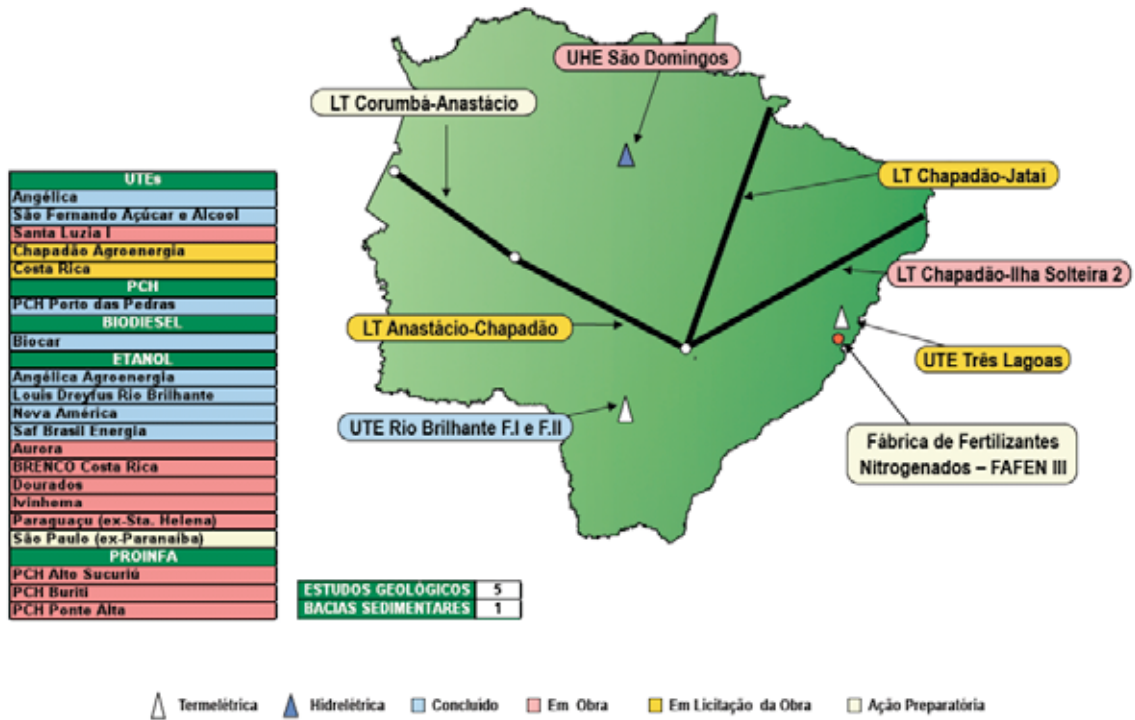 UHE São Domingos
LT Corumbá-Anastácio
LT Chapadão-Jataí
LT Chapadão-Ilha Solteira 2
LT Anastácio-Chapadão
UTE Três Lagoas
UTE Rio Brilhante F.I e F.II
Fábrica de Fertilizantes
Nitrogenados – FAFEN III
UTEs
Angélica
São Fernando Açúcar e Alcool
Santa Luzia I
Chapadão Agroenergia
Costa Rica
PCH
PCH Porto das Pedras
BIODIESEL
Biocar
ETANOL
Angélica Agroenergia
Louis Dreyfus Rio Brilhante
Nova América
Saf Brasil Energia
Aurora
BRENCO Costa Rica
Dourados
Ivinhema
Paraguaçu (ex-Sta. Helena)
São Paulo (ex-Paranaíba)
PROINFA
PCH Alto Sucuriú
PCH Buriti
PCH Ponte Alta
ESTUDOS GEOLÓGICOS 5
BACIAS SEDIMENTARES 1
Termelétrica Hidrelétrica Concluído Em Obra Em Licitação da Obra Ação Preparatória